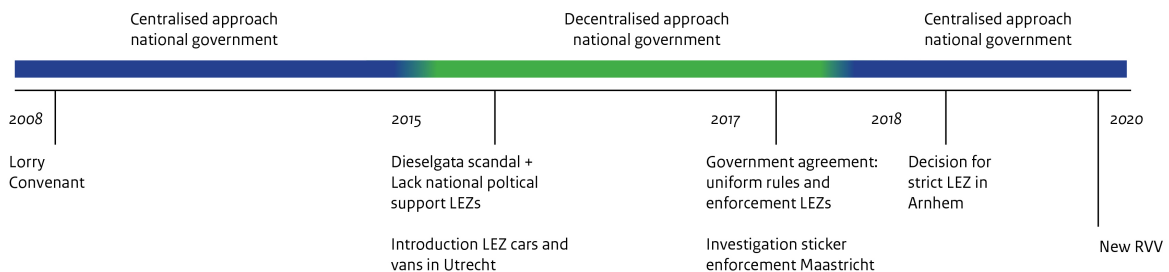 Centralised approach
national government
Decentralised approach
national government
Centralised approach
national government
2008
2015
2017
2018
2020
Lorry
Convenant
Dieselgata scandal +
Lack national poltical
support LEZs
Introduction LEZ cars and
vans in Utrecht
Government agreement:
uniform rules and
enforcement LEZs
Investigation sticker
enforcement Maastricht
Decision for
strict LEZ in
Arnhem
New RVV